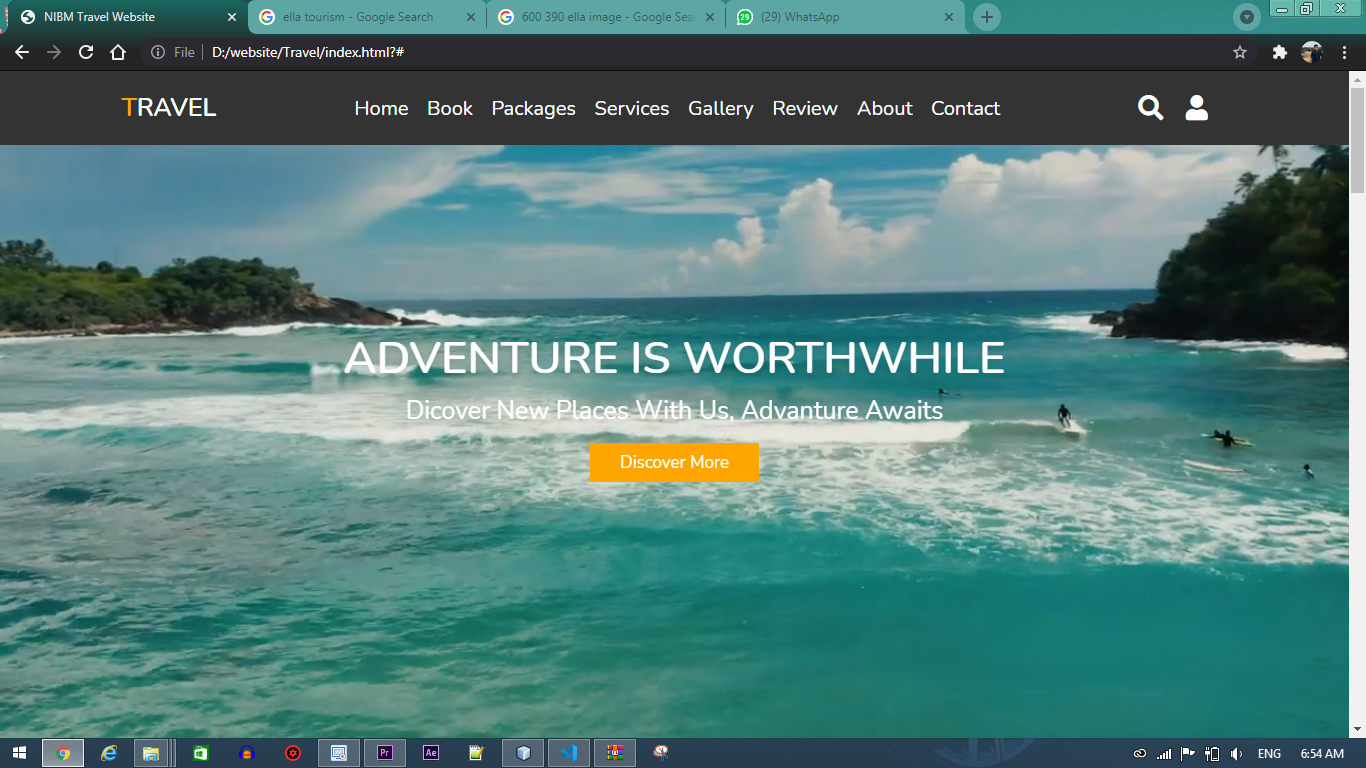 NIBM Travel Website
ella tourism - Google Search
600 390 ella image - Google Sea
(29) WhatsApp
File
D:/website/Travel/index.html?#
TRAVEL
Home Book Packages Services Gallery Review About Contact
ADVENTURE IS WORTHWHILE
Dicover New Places With Us, Advanture Awaits
Discover More
Pr
Ae
ENG
6:54 AM